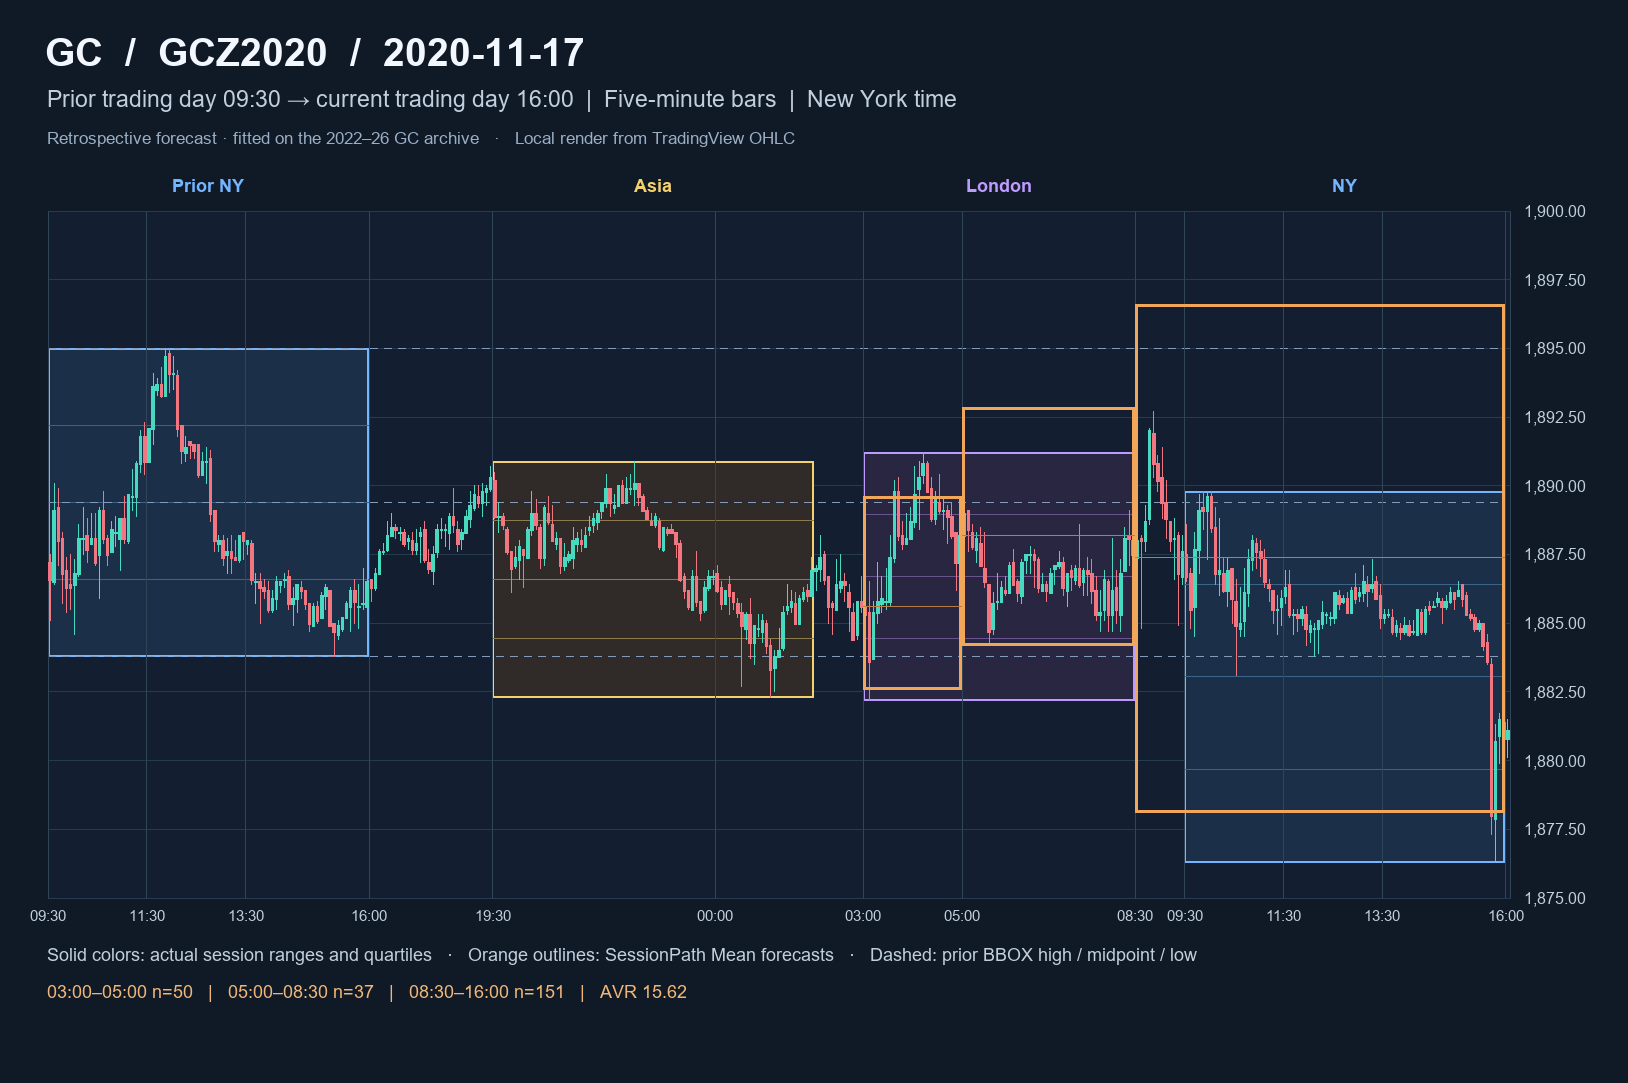 GC / GCZ2020 / 2020-11-17
Prior trading day 09:30 → current trading day 16:00 | Five-minute bars | New York time
Retrospective forecast · fitted on the 2022–26 GC archive · Local render from TradingView OHLC
Prior NY Asia London NY
1,900.00
1,897.50
1,895.00
1,892.50
1,890.00
1,887.50
1,885.00
1,882.50
1,880.00
1,877.50
1,875.00
09:30 11:30 13:30 16:00 19:30 00:00 03:00 05:00 08:30 09:30 11:30 13:30 16:00
Solid colors: actual session ranges and quartiles · Orange outlines: SessionPath Mean forecasts · Dashed: prior BBOX high / midpoint / low
03:00–05:00 n=50 | 05:00–08:30 n=37 | 08:30–16:00 n=151 | AVR 15.62